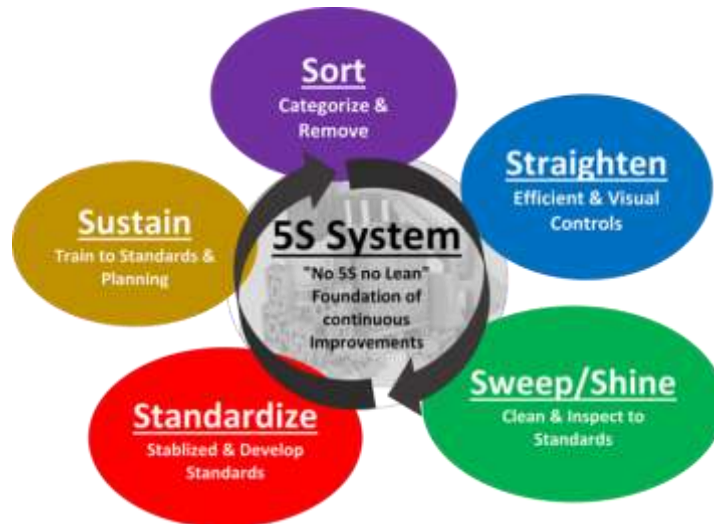 Sort
Categorize &
Remove
Straighten
Efficient & Visual
Controls
Sweep/Shine
Clean & Inspect to
Standards
Standardize
Stablized & Develop
Standards
Sustain
Train to Standards &
Planning
5S System
"No 5S no Lean"
Foundation of
continuous
Improvements